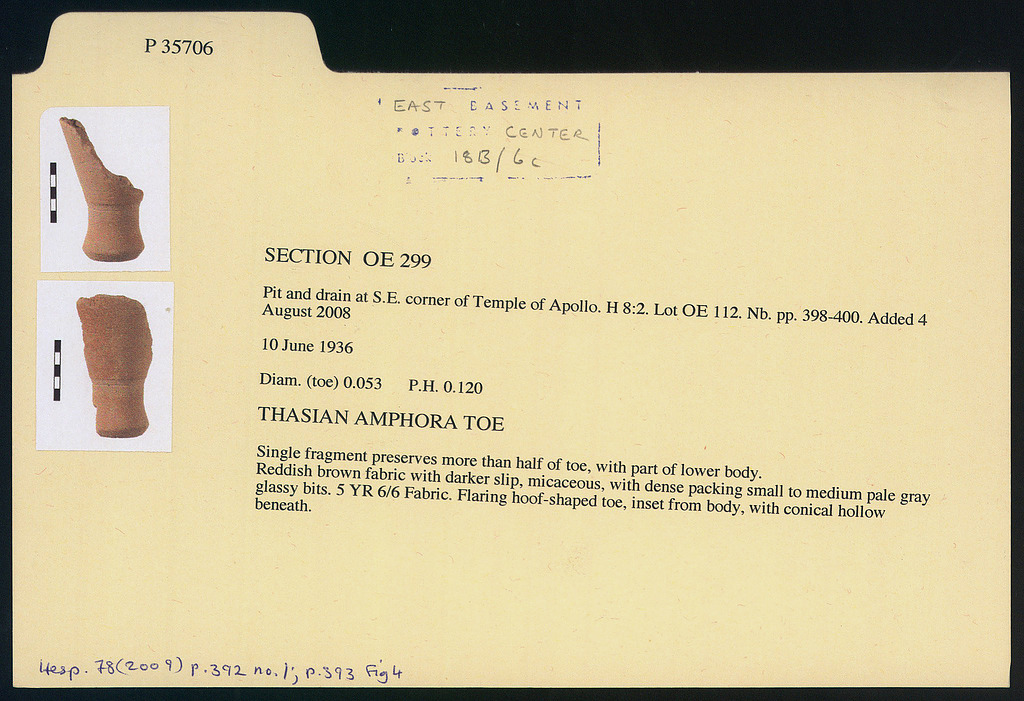 P 35706
EAST BASEMENT
POTTERY CENTER
18B/6c
SECTION OE 299
Pit and drain at S.E. corner of Temple of Apollo. H 8:2. Lot OE 112. Nb. pp. 398-400. Added 4
August 2008
10 June 1936
Diam. (toe) 0.053 P.H. 0.120
THASIAN AMPHORA TOE
Single fragment preserves more than half of toe, with part of lower body.
Reddish brown fabric with darker slip, micaceous, with dense packing small to medium pale gray
glassy bits. 5 YR 6/6 Fabric. Flaring hoof-shaped toe, inset from body, with conical hollow
beneath.
Hesp. 78(2009) p.392 no.1; p.393 Fig 4